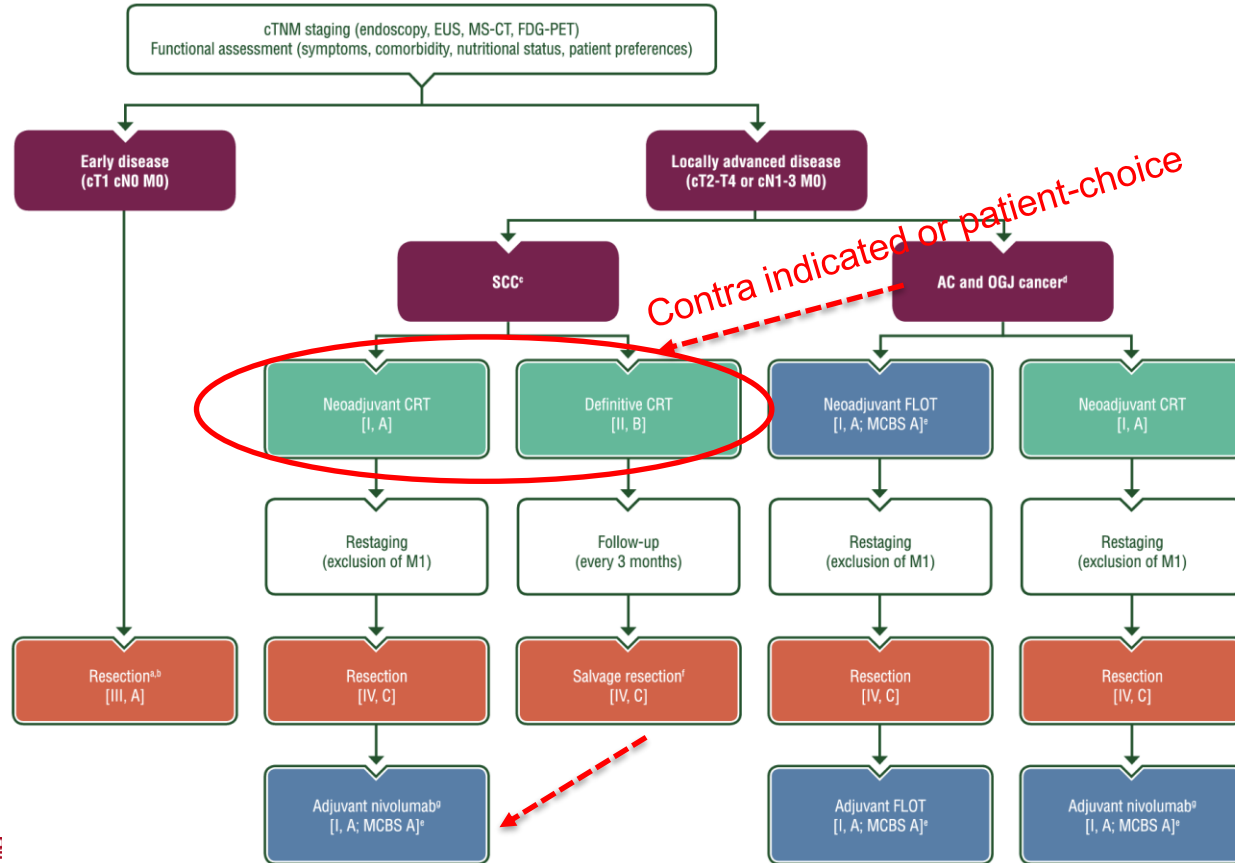 cTNM staging (endoscopy, EUS, MS-CT, FDG-PET)
Functional assessment (symptoms, comorbidity, nutritional status, patient preferences)
Early disease
(cT1 cN0 M0)
Locally advanced disease
(cT2-T4 or cN1-3 M0)
Contra indicated or patient-choice
SCCc
AC and OGJ cancerd
Neoadjuvant CRT
[I, A]
Definitive CRT
[II, B]
Neoadjuvant FLOT
[I, A; MCBS A]e
Neoadjuvant CRT
[I, A]
Restaging
(exclusion of M1)
Follow-up
(every 3 months)
Restaging
(exclusion of M1)
Restaging
(exclusion of M1)
Resectiona,b
[III, A]
Resection
[IV, C]
Salvage resectionf
[IV, C]
Resection
[IV, C]
Resection
[IV, C]
Adjuvant nivolumabg
[I, A; MCBS A]e
Adjuvant FLOT
[I, A; MCBS A]e
Adjuvant nivolumabg
[I, A; MCBS A]e